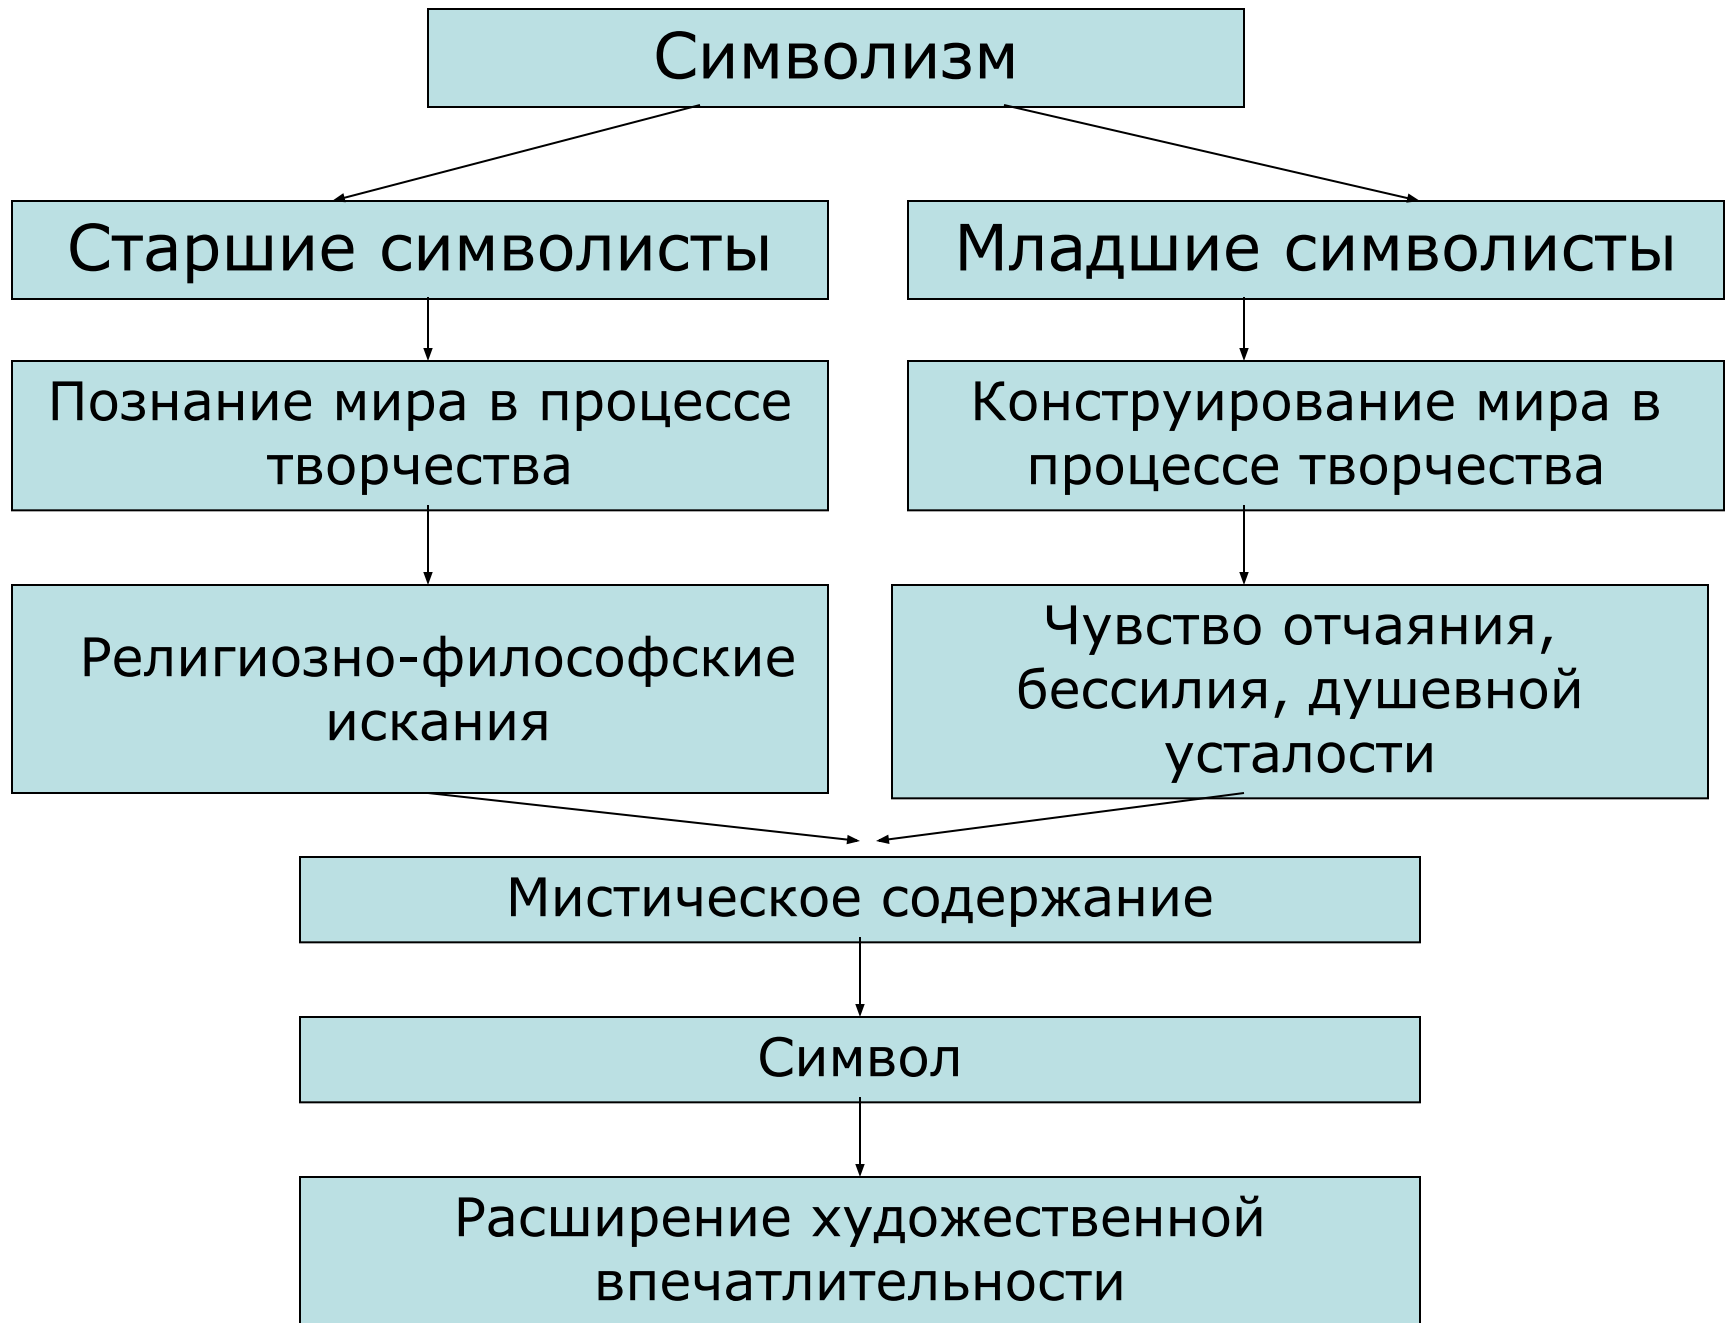 Символизм
Старшие символисты
Младшие символисты
Познание мира в процессе
творчества
Конструирование мира в
процессе творчества
Религиозно-философские
искания
Чувство отчаяния,
бессилия, душевной
усталости
Мистическое содержание
Символ
Расширение художественной
впечатлительности